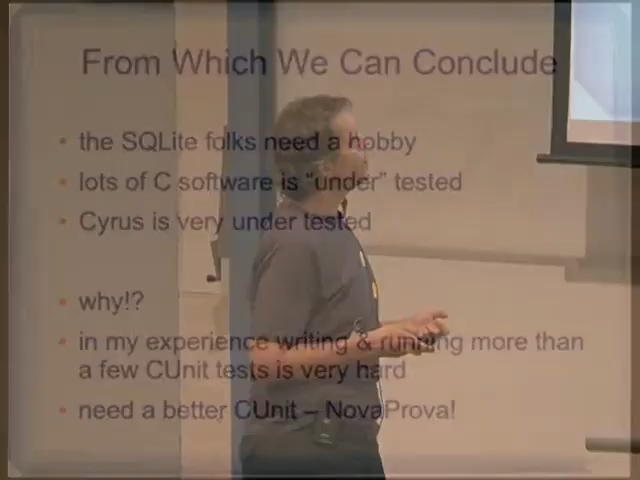 From Which We Can Conclude
the SQLite folks need a hobby
lots of C software is “under” tested
Cyrus is very under tested
why!?
in my experience writing & running more than
a few CUnit tests is very hard
need a better CUnit – NovaProva!